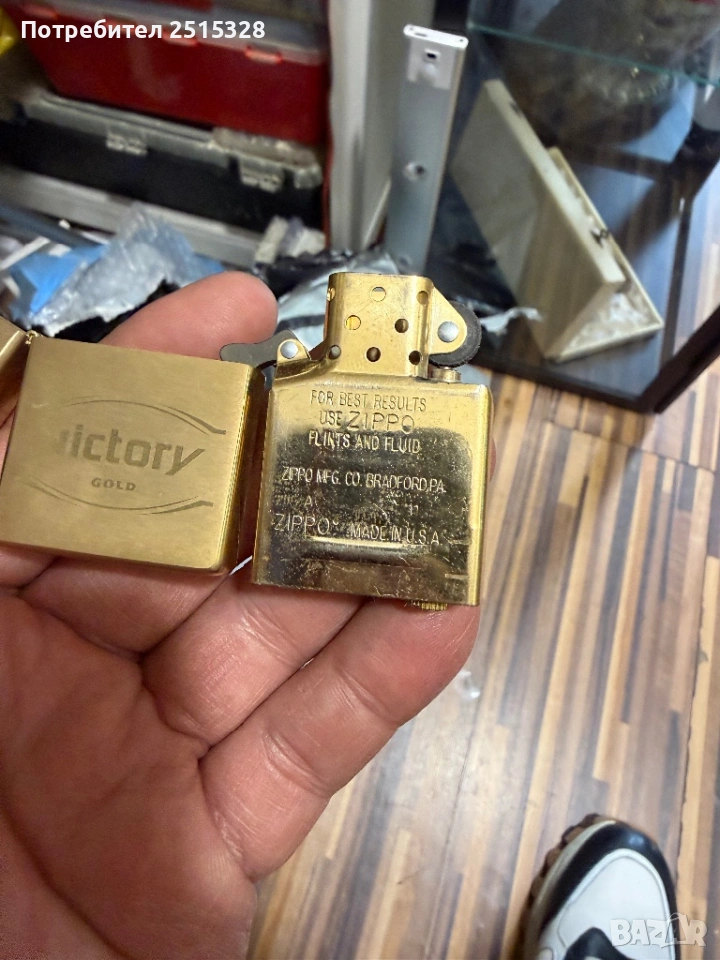 Потребител 2515328
victory
GOLD
FOR BEST RESULTS
USE ZIPPO
FLINTS AND FLUID
ZIPPO MFG. CO. BRADFORD, PA.
ZIPPO MADE IN U.S.A
BAZAR